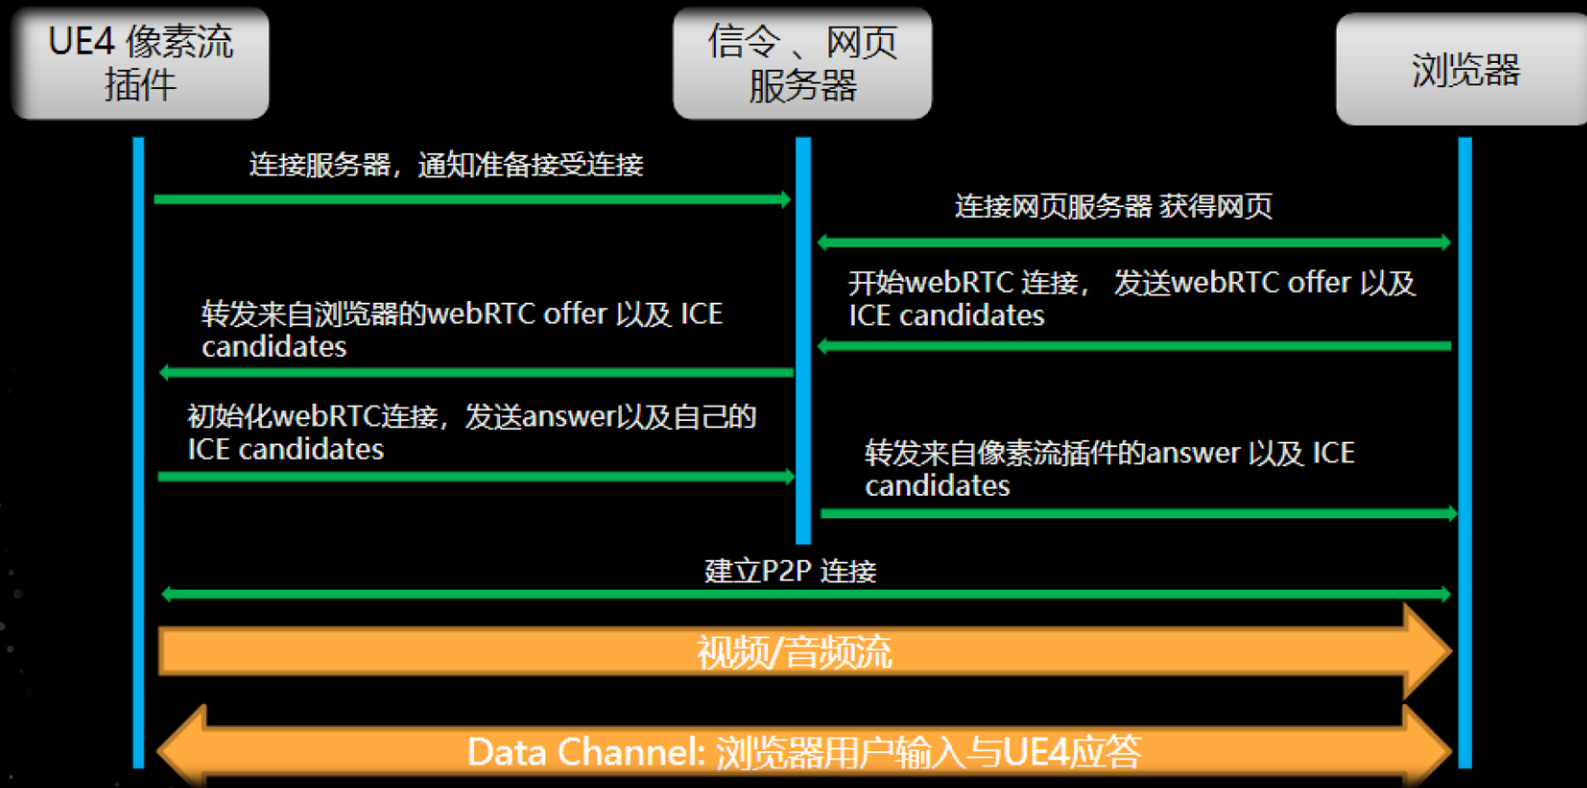 UE4 像素流
插件
信令 、网页
服务器
浏览器
连接服务器，通知准备接受连接
连接网页服务器 获得网页
开始webRTC 连接， 发送webRTC offer 以及
ICE candidates
转发来自浏览器的webRTC offer 以及 ICE
candidates
初始化webRTC连接，发送answer以及自己的
ICE candidates
转发来自像素流插件的answer 以及 ICE
candidates
建立P2P 连接
视频/音频流
Data Channel: 浏览器用户输入与UE4应答